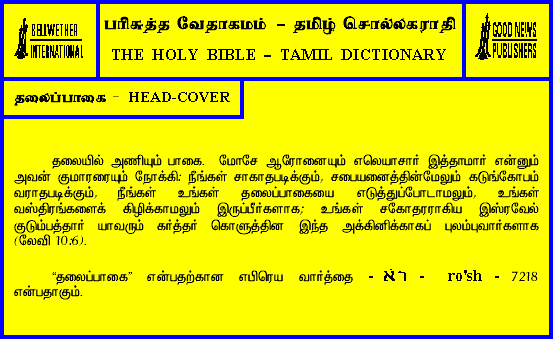 BELLWETHER
INTERNATIONAL
பரிசுத்த வேதாகமம் – தமிழ் சொல்லகராதி
THE HOLY BIBLE – TAMIL DICTIONARY
GOOD NEWS
PUBLISHERS
தலைப்பாகை – HEAD-COVER
தலையில் அணியும் பாகை. மோசே ஆரோனையும் எலெயாசார் இத்தாமார் என்னும்
அவன் குமாரரையும் நோக்கி: நீங்கள் சாகாதபடிக்கும், சபையனைத்தின்மேலும் கடுங்கோபம்
வராதபடிக்கும், நீங்கள் உங்கள் தலைப்பாகையை எடுத்துப்போடாமலும், உங்கள்
வஸ்திரங்களைக் கிழிக்காமலும் இருப்பீர்களாக; உங்கள் சகோதரராகிய இஸ்ரவேல்
குடும்பத்தார் யாவரும் கர்த்தர் கொளுத்தின இந்த அக்கினிக்காகப் புலம்புவார்களாக
(லேவி 10:6).
“தலைப்பாகை” என்பதற்கான எபிரெய வார்த்தை - ראֹ - ro'sh - 7218
என்பதாகும்.